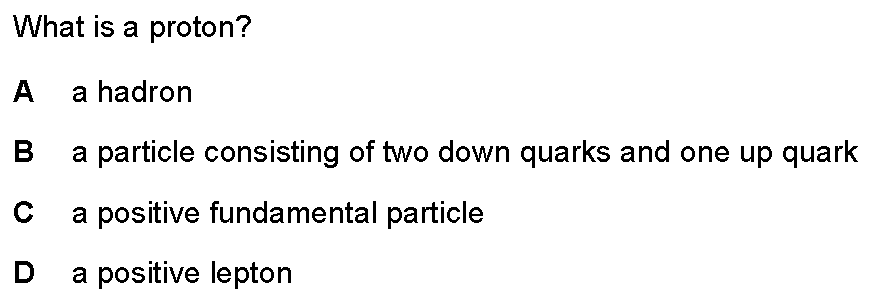 What is a proton?
A a hadron
B a particle consisting of two down quarks and one up quark
C a positive fundamental particle
D a positive lepton